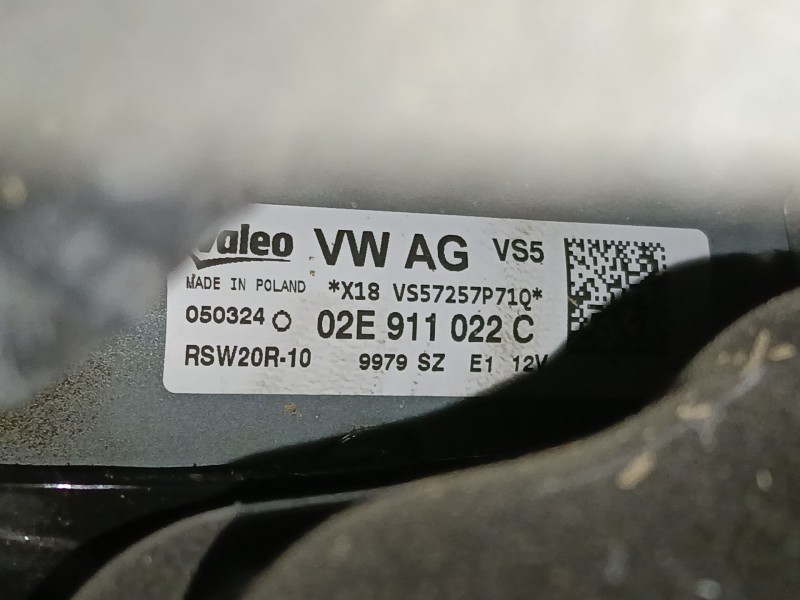 Valeo VW AG VS5
MADE IN POLAND *X18 VS57257P71Q*
050324 02E 911 022 C
RSW20R-10 9979 SZ E1 12V